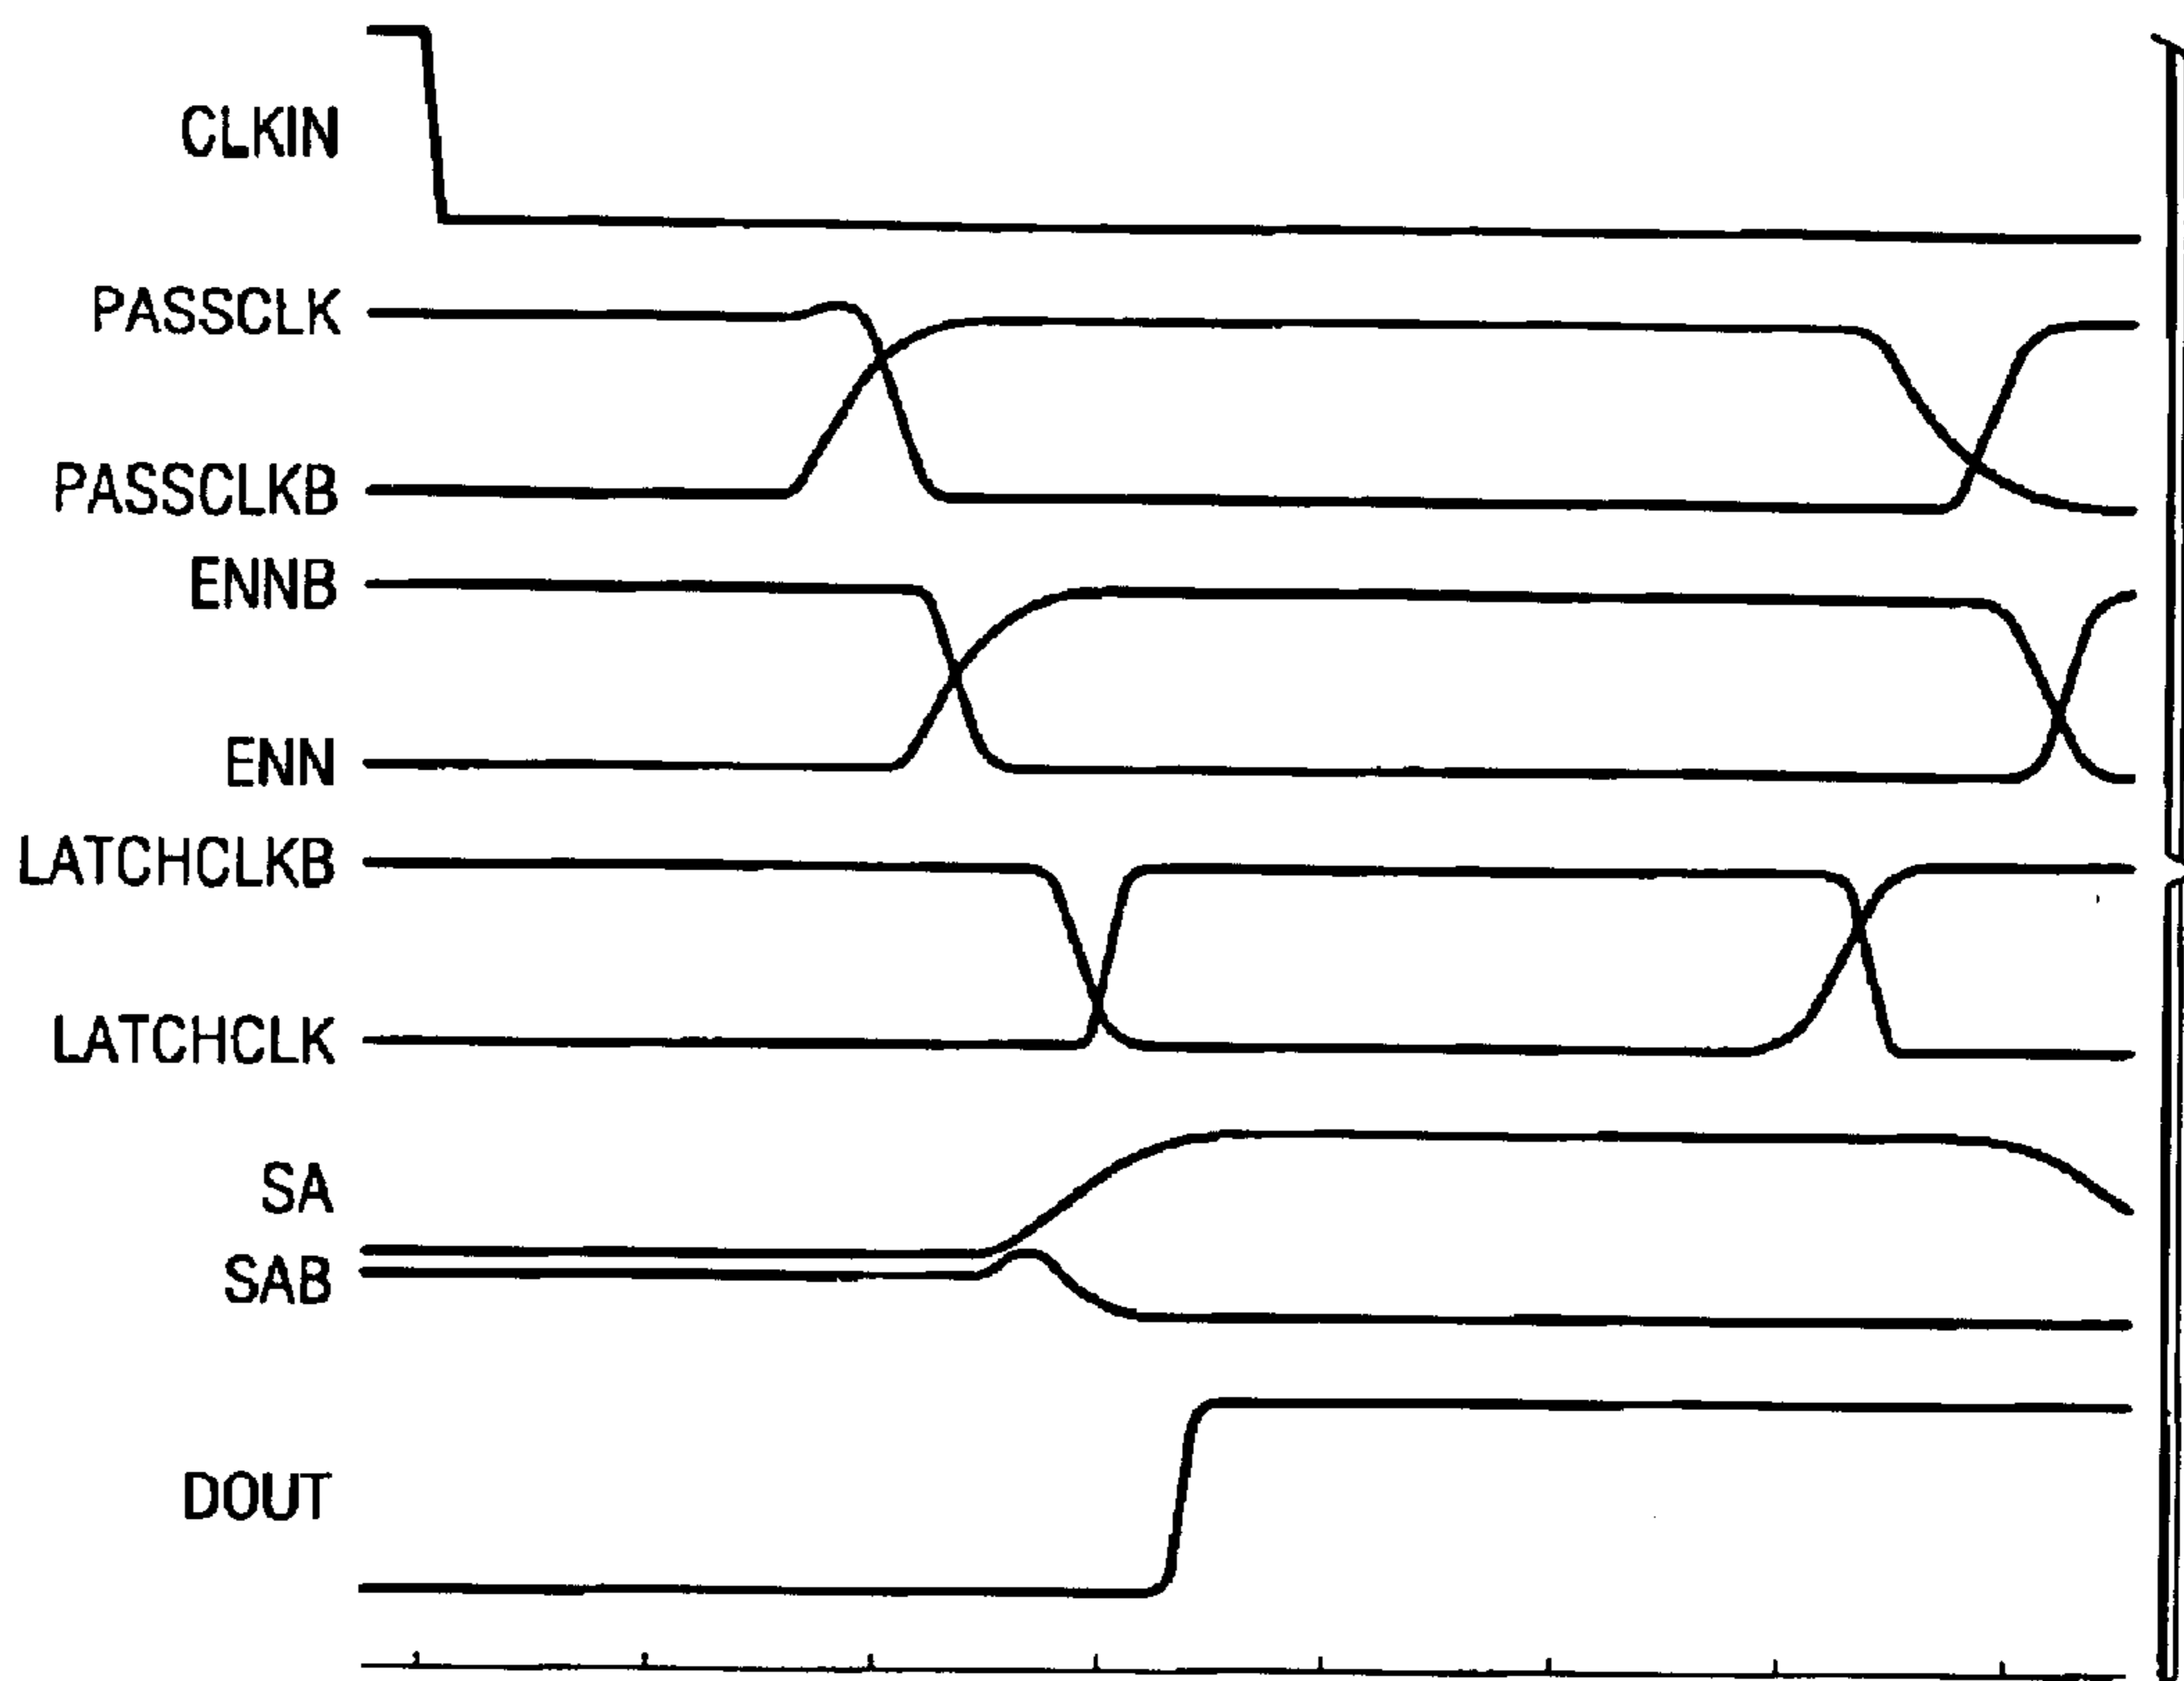 CLKIN
PASSCLK
PASSCLKB
ENNB
ENN
LATCHCLKB
LATCHCLK
SA
SAB
DOUT